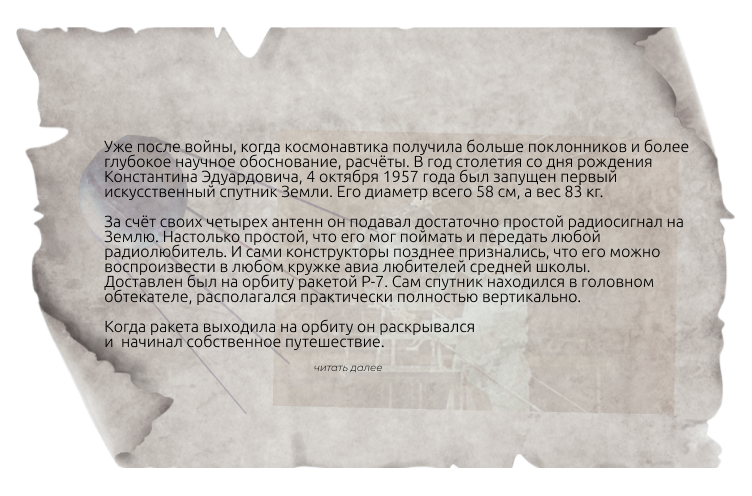 Уже после войны, когда космонавтика получила больше поклонников и более
глубокое научное обоснование, расчёты. В год столетия со дня рождения
Константина Эдуардовича, 4 октября 1957 года был запущен первый
искусственный спутник Земли. Его диаметр всего 58 см, а вес 83 кг.
За счёт своих четырех антенн он подавал достаточно простой радиосигнал на
Землю. Настолько простой, что его мог поймать и передать любой
радиолюбитель. И сами конструкторы позднее признались, что его можно
воспроизвести в любом кружке авиа любителей средней школы.
Доставлен был на орбиту ракетой Р-7. Сам спутник находился в головном
обтекателе, располагался практически полностью вертикально.
Когда ракета выходила на орбиту он раскрывался
и  начинал собственное путешествие.
читать далее